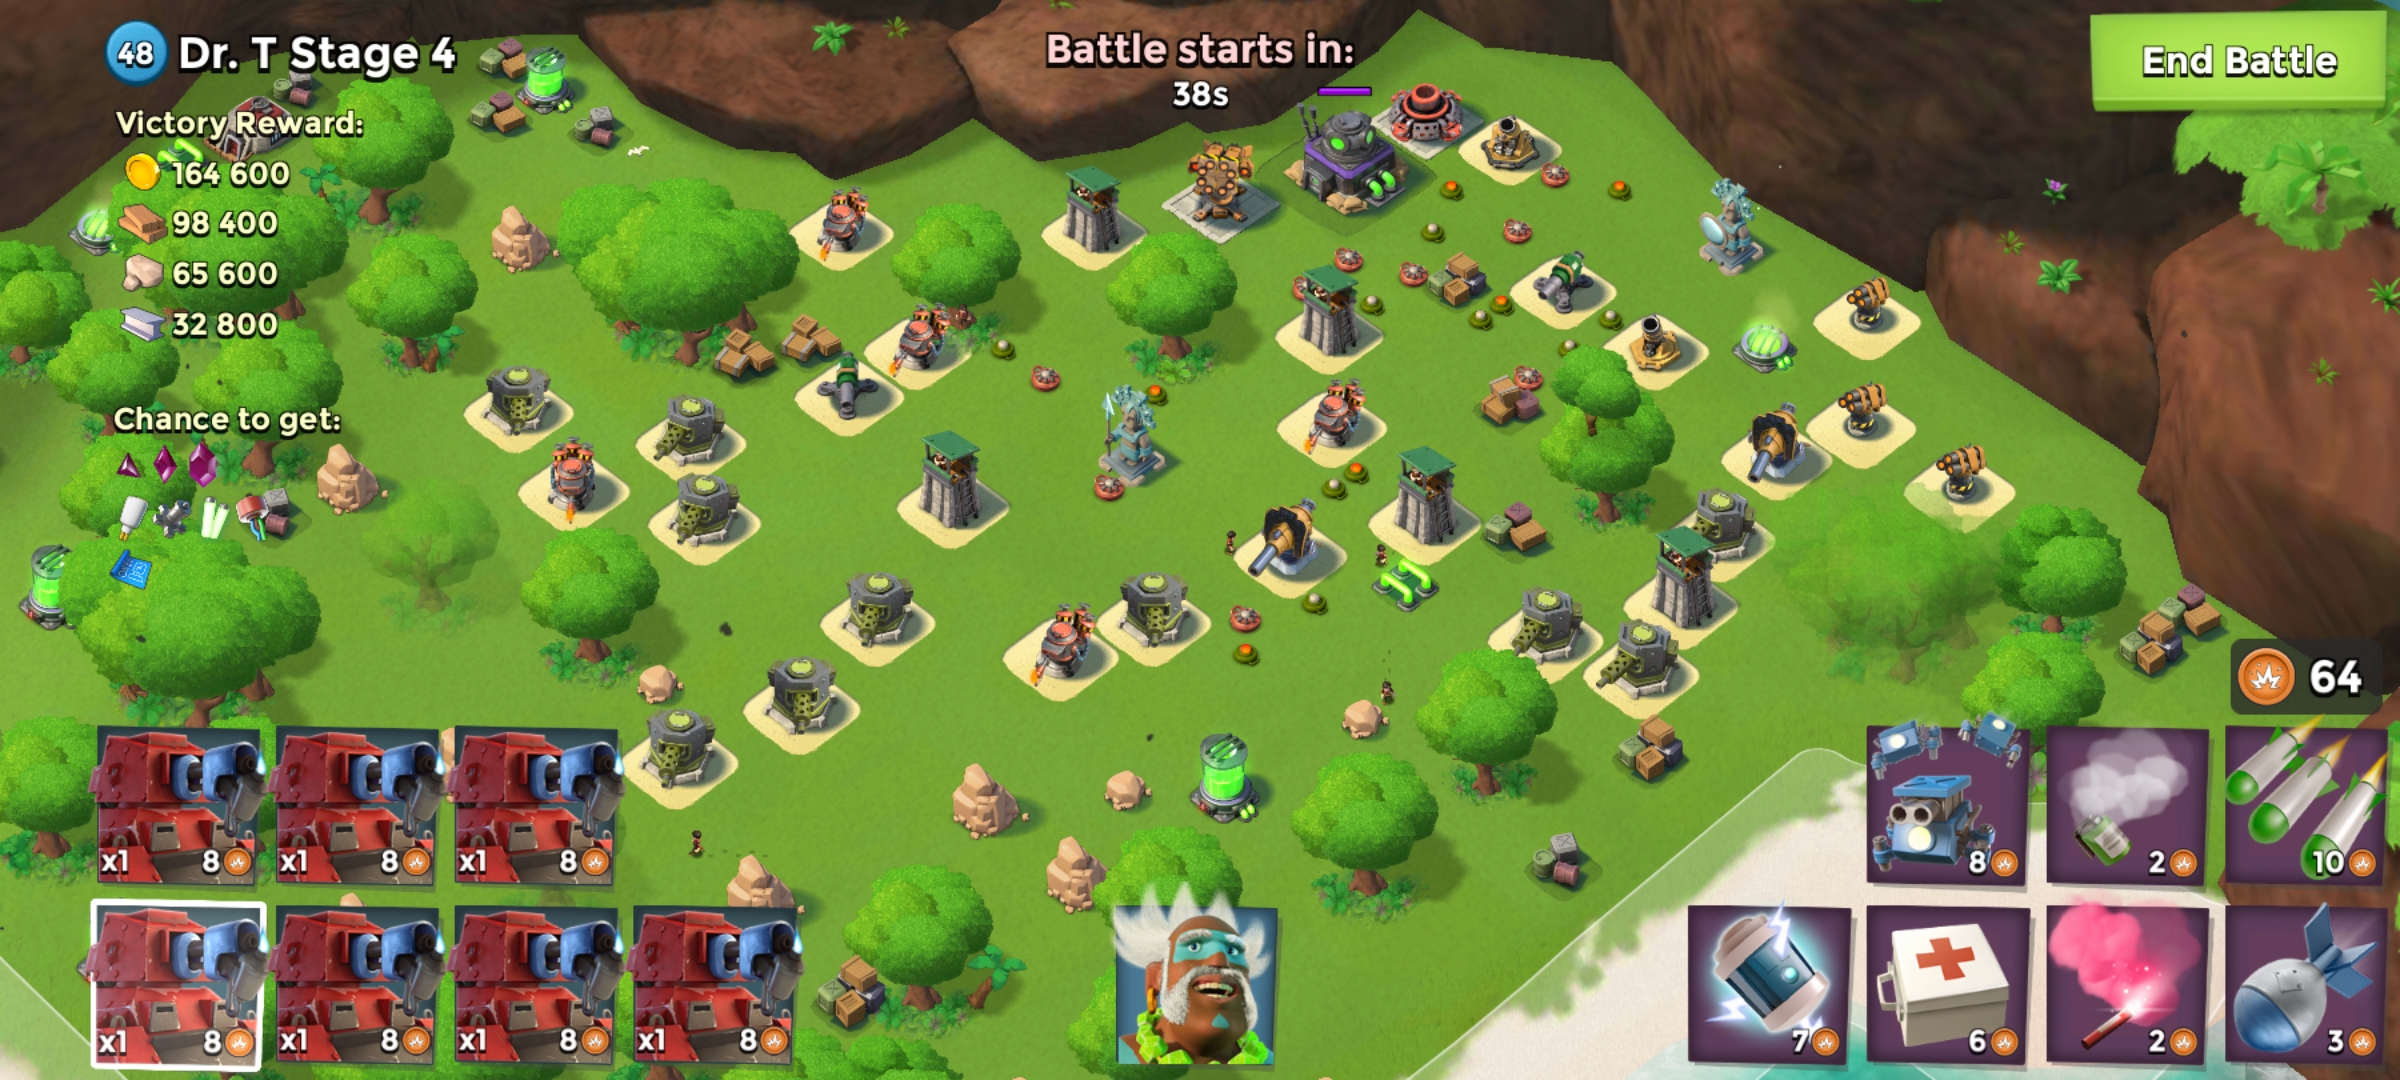 48 Dr. T Stage 4
Battle starts in:
38s
End Battle
Victory Reward:
164 600
98 400
65 600
32 800
Chance to get:
64
x1 8
x1 8
x1 8
8
2
10
x1 8
x1 8
x1 8
x1 8
7
6
2
3